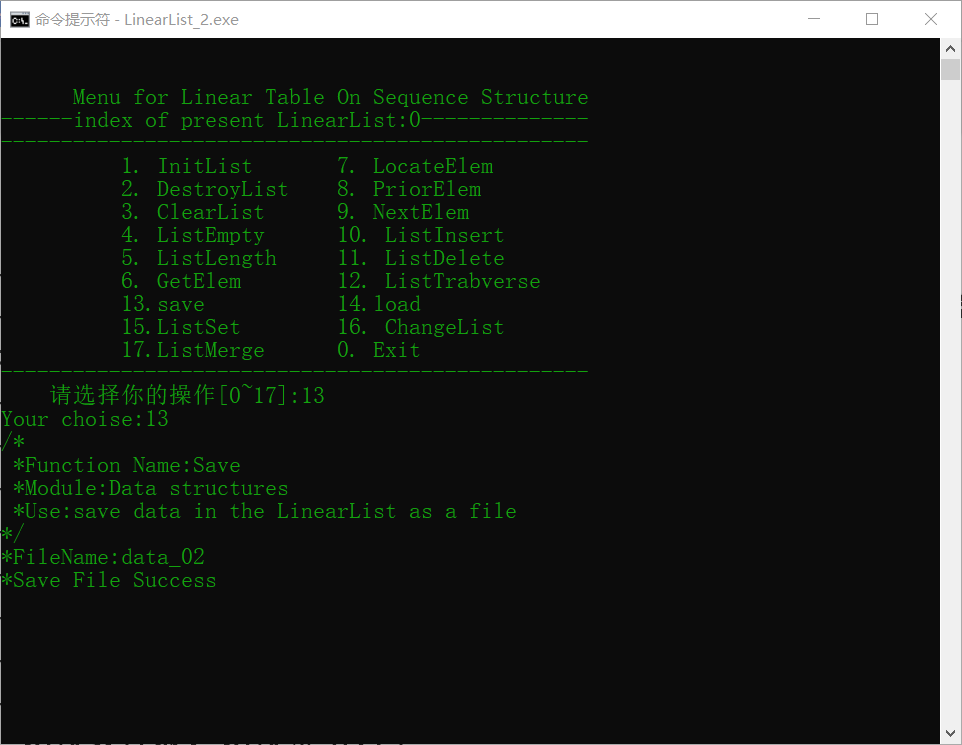 命令提示符 - LinearList_2.exe
Menu for Linear Table On Sequence Structure
------index of present LinearList:0--------------
-------------------------------------------------
1. InitList 7. LocateElem
2. DestroyList 8. PriorElem
3. ClearList 9. NextElem
4. ListEmpty 10. ListInsert
5. ListLength 11. ListDelete
6. GetElem 12. ListTrabverse
13.save 14.load
15.ListSet 16. ChangeList
17.ListMerge 0. Exit
-------------------------------------------------
请选择你的操作[0~17]:13
Your choise:13
/*
*Function Name:Save
*Module:Data structures
*Use:save data in the LinearList as a file
*/
*FileName:data_02
*Save File Success